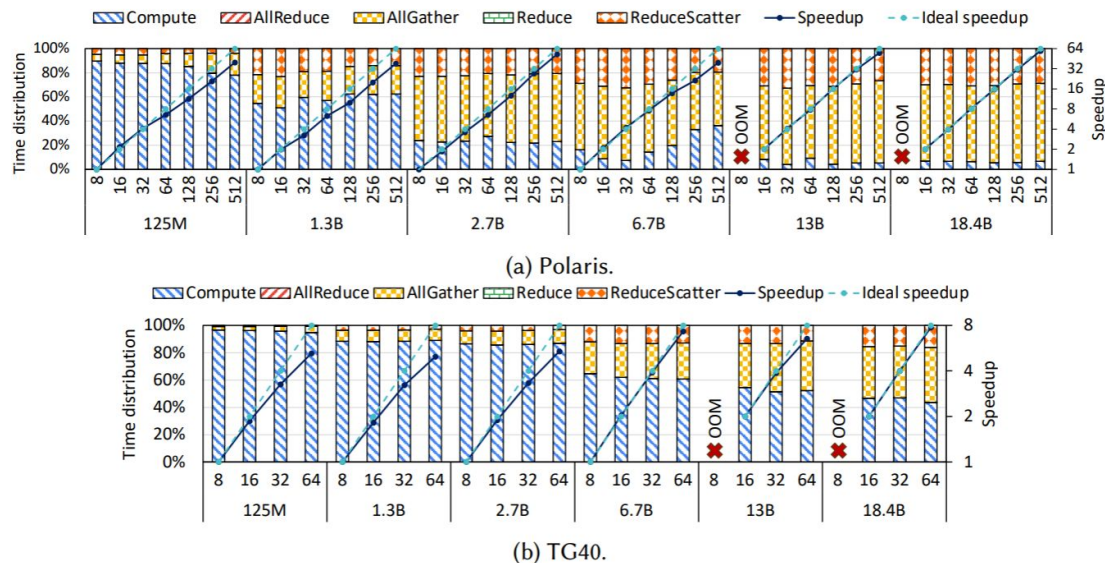 Compute AllReduce AllGather Reduce ReduceScatter Speedup Ideal speedup
Time distribution
100%
80%
60%
40%
20%
0%
64
32
16
8
4
2
1
Speedup
OOM OOM
8 16 32 64 128 256 512 8 16 32 64 128 256 512 8 16 32 64 128 256 512 8 16 32 64 128 256 512 8 16 32 64 128 256 512 8 16 32 64 128 256 512
125M 1.3B 2.7B 6.7B 13B 18.4B
(a) Polaris.
Compute AllReduce AllGather Reduce ReduceScatter Speedup Ideal speedup
Time distribution
100%
80%
60%
40%
20%
0%
8
4
2
1
Speedup
OOM OOM
8 16 32 64 8 16 32 64 8 16 32 64 8 16 32 64 8 16 32 64 8 16 32 64
125M 1.3B 2.7B 6.7B 13B 18.4B
(b) TG40.